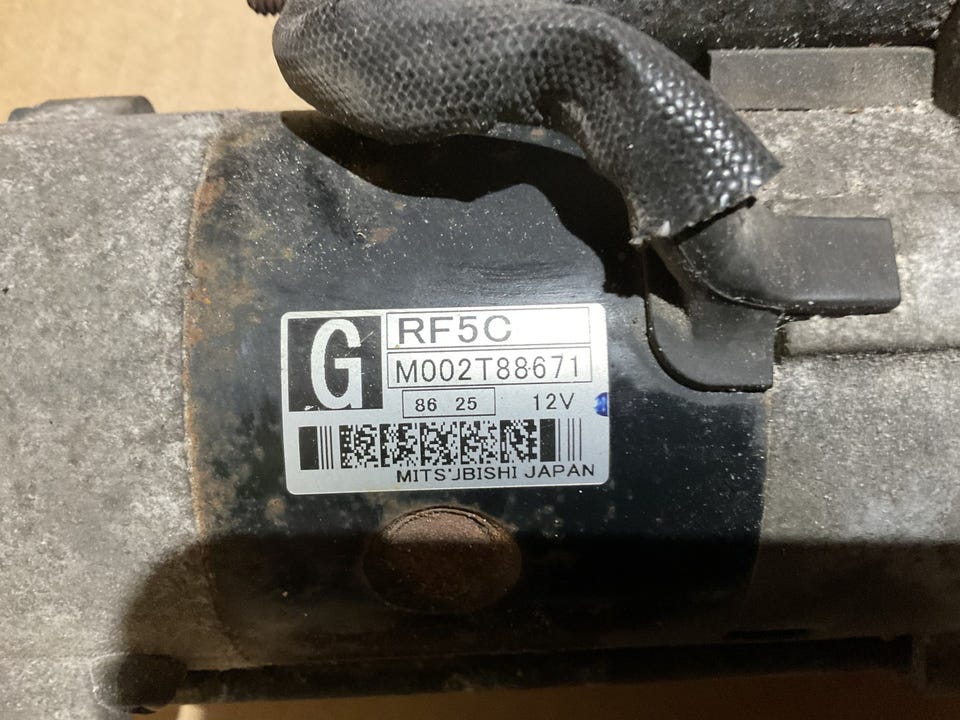 G
RF5C
M002T88671
86 25
12V
MITSUBISHI JAPAN